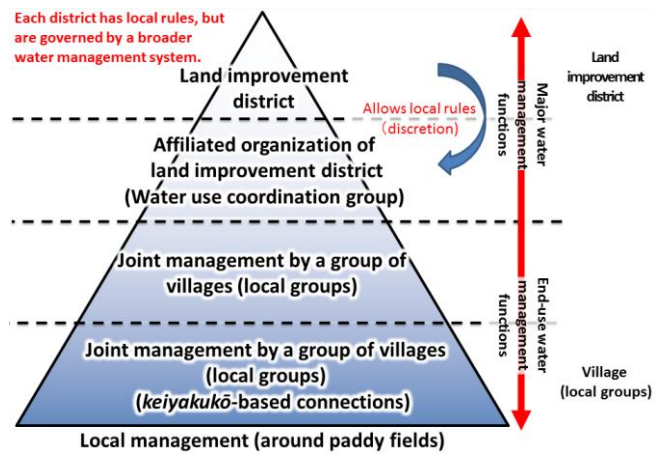 Each district has local rules, but
are governed by a broader
water management system.
Land improvement
district
Allows local rules
(discretion)
Affiliated organization of
land improvement district
(Water use coordination group)
Joint management by a group of
villages (local groups)
Joint management by a group of villages
(local groups)
(keiyakukō-based connections)
Local management (around paddy fields)
Major water
management
functions
End-use water
management
functions
Land
improvement
district
Village
(local groups)